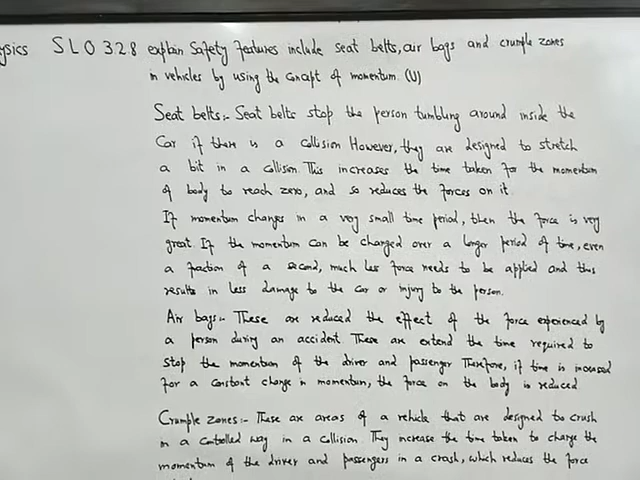 ysics SLO 3.2.8 explain Safety features include seat belts, air bags and crumple zones
in vehicles by using the concept of momentum. (U)
Seat belts:- Seat belts stop the person tumbling around inside the
Car if there is a collision However, they are designed to stretch
a bit in a collision. This increases the time taken for the momentum
of body to reach zero, and so reduces the forces on it.
If momentum changes in a very small time period, then the force is very
great. If the momentum can be changed over a longer period of time, even
a fraction of a second, much less force needs to be applied and thus
results in less damage to the car or injury to the person.
Air bags:- These are reduced the effect of the force experienced by
a person during an accident These are extend the time required to
stop the momentum of the driver and passenger Therefore, if time is increased
for a constant change in momentum, the force on the body is reduced
Crumple zones:- These are areas of a vehicle that are designed to crush
in a controlled way in a collision. They increase the time taken to change the
momentum of the driver and passengers in a crash, which reduces the force